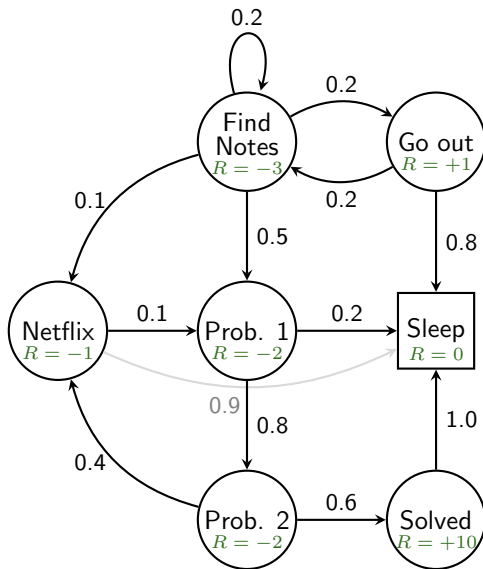 0.2
Find
Notes
R = −3
0.2
Go out
R = +1
0.2
0.1
0.5
0.8
Netflix
R = −1
0.1
Prob. 1
R = −2
0.2
Sleep
R = 0
0.9
0.8
1.0
0.4
Prob. 2
R = −2
0.6
Solved
R = +10